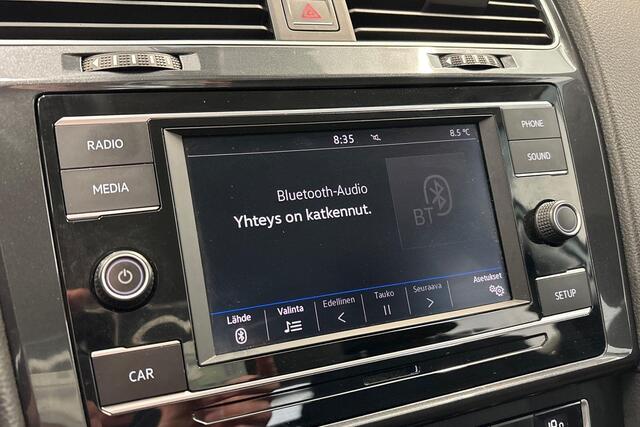 RADIO
MEDIA
CAR
PHONE
SOUND
SETUP
8:35
8.5 °C
Bluetooth-Audio
Yhteys on katkennut.
BT
Lähde
Valinta
Edellinen
Tauko
Seuraava
Asetukset